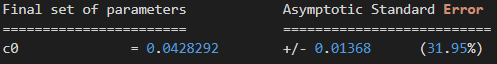 Final set of parameters            Asymptotic Standard Error
=======================            ==========================
c0              = 0.0428292        +/- 0.01368      (31.95%)